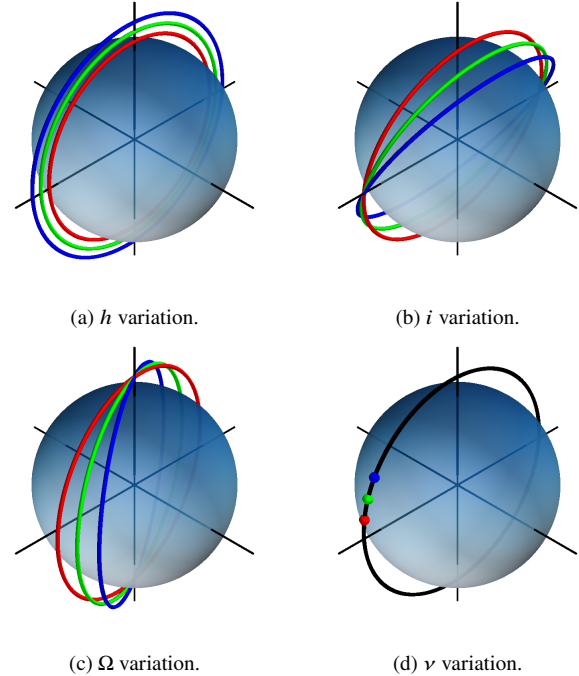 (a) h variation.
(b) i variation.
(c) Ω variation.
(d) ν variation.